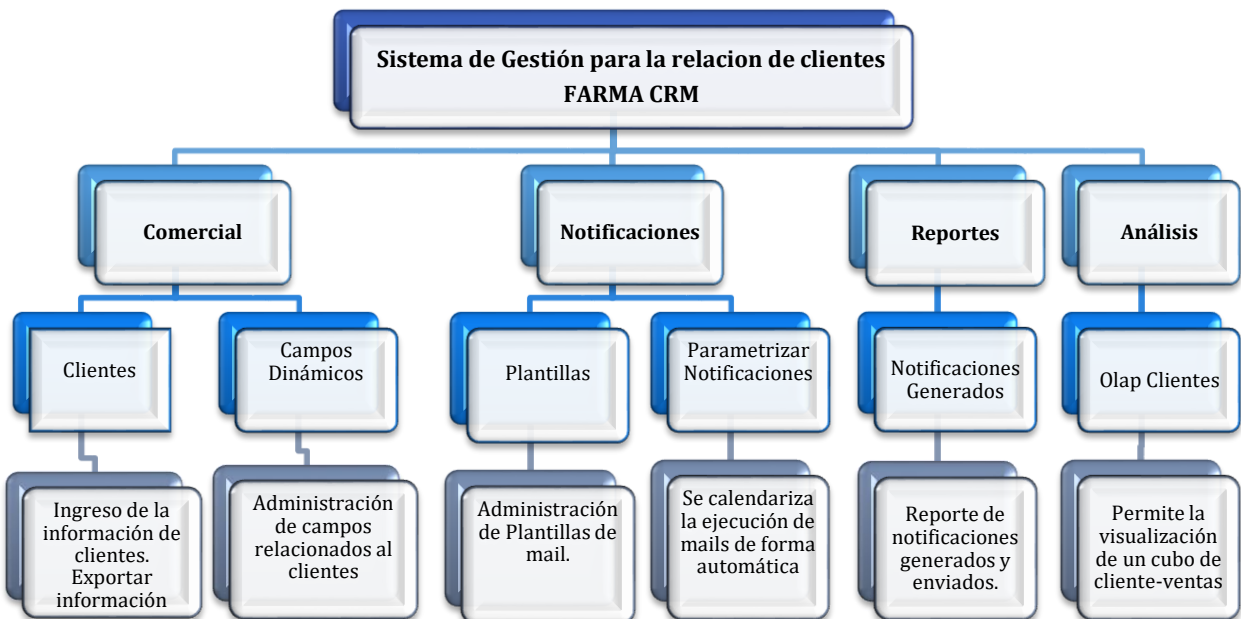 Sistema de Gestión para la relacion de clientes
FARMA CRM
Comercial
Notificaciones
Reportes
Análisis
Clientes
Campos
Dinámicos
Plantillas
Parametrizar
Notificaciones
Notificaciones
Generados
Olap Clientes
Ingreso de la
información de
clientes.
Exportar
información
Administración
de campos
relacionados al
clientes
Administración
de Plantillas de
mail.
Se calendariza
la ejecución de
mails de forma
automática
Reporte de
notificaciones
generados y
enviados.
Permite la
visualización
de un cubo de
cliente-ventas